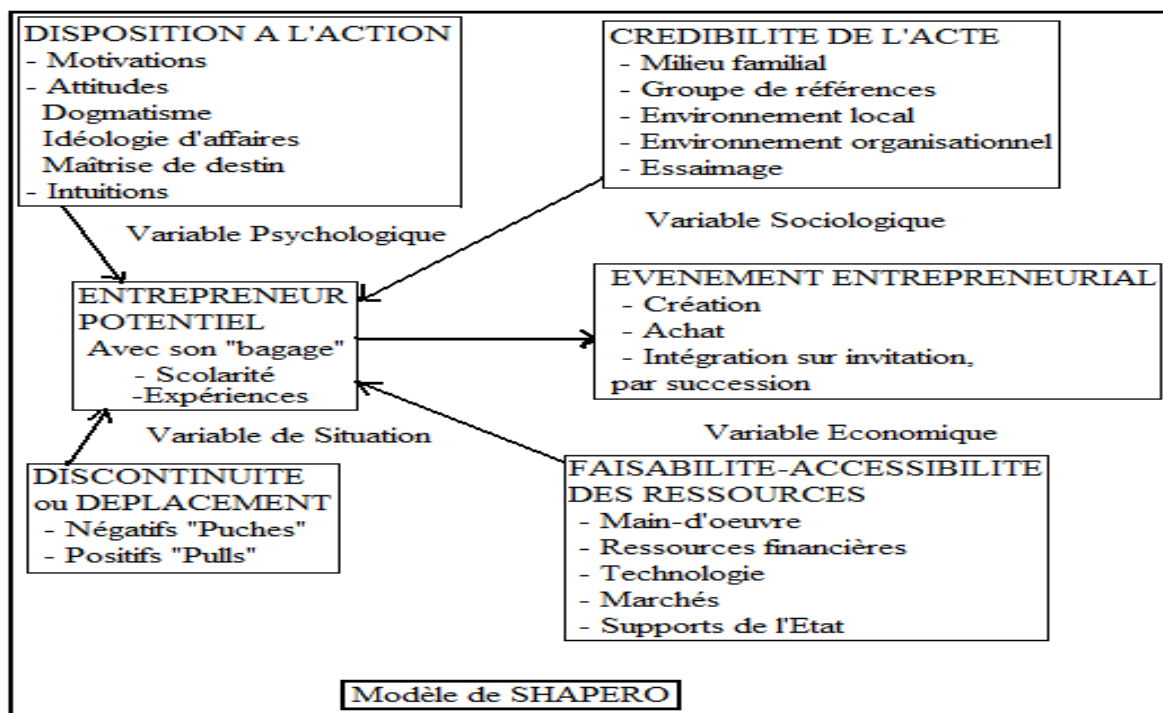 DISPOSITION A L'ACTION
- Motivations
- Attitudes
Dogmatisme
Idéologie d'affaires
Maîtrise de destin
- Intuitions
CREDIBILITE DE L'ACTE
- Milieu familial
- Groupe de références
- Environnement local
- Environnement organisationnel
- Essaimage
Variable Psychologique
Variable Sociologique
ENTREPRENEUR
POTENTIEL
Avec son "bagage"
- Scolarité
-Expériences
EVENEMENT ENTREPRENEURIAL
- Création
- Achat
- Intégration sur invitation,
par succession
Variable de Situation
Variable Economique
DISCONTINUITE
ou DEPLACEMENT
- Négatifs "Puches"
- Positifs "Pulls"
FAISABILITE-ACCESSIBILITE
DES RESSOURCES
- Main-d'oeuvre
- Ressources financières
- Technologie
- Marchés
- Supports de l'Etat
Modèle de SHAPERO